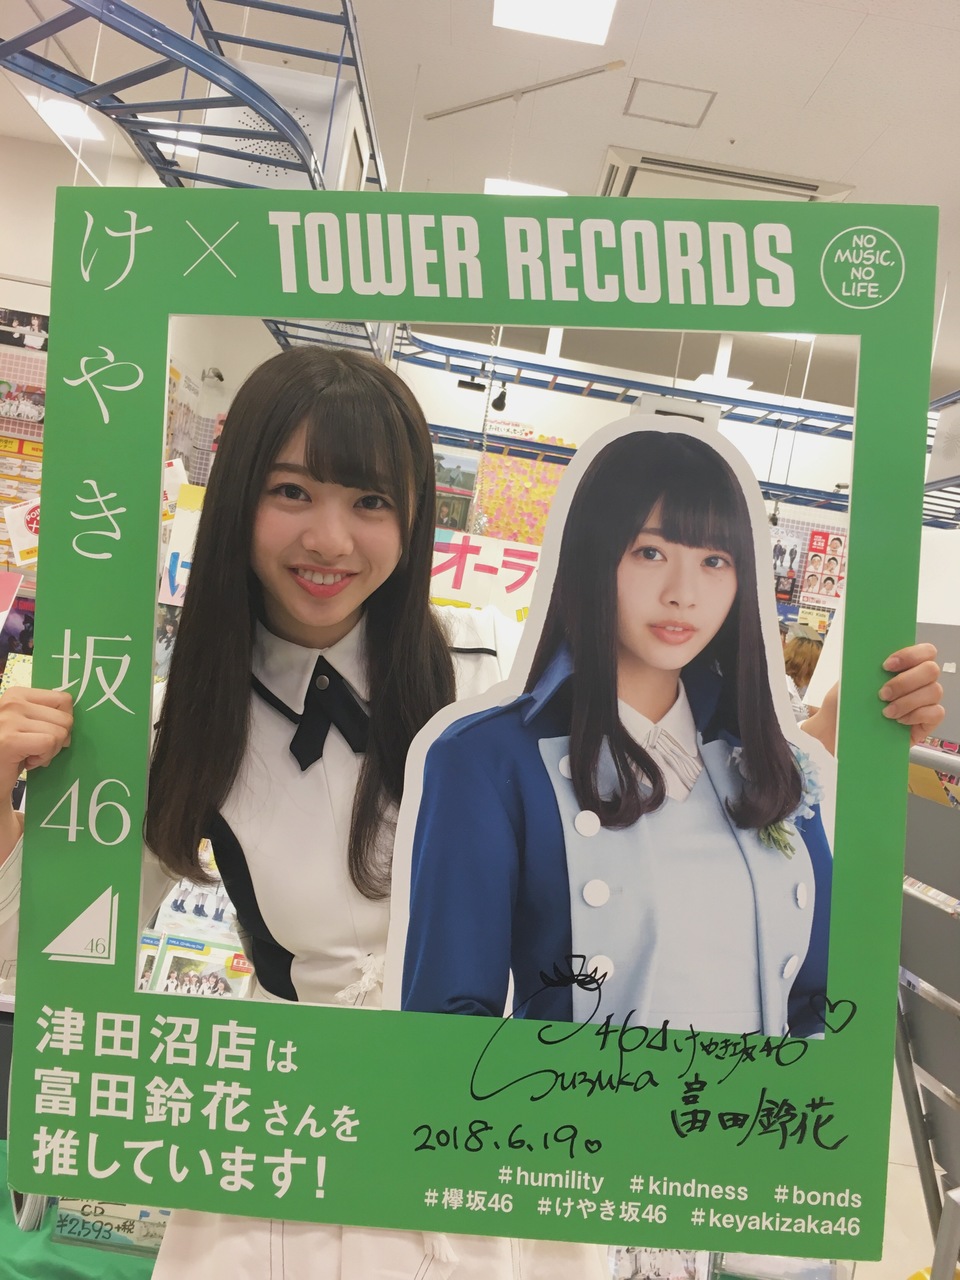 け×TOWER RECORDS
NO
MUSIC,
NO
LIFE.
けやき坂46
46
オーラ
津田沼店は
富田鈴花さんを
推しています!
46 けやき坂46
Suzuka
富田鈴花
2018.6.19
#humility #kindness #bonds
#欅坂46 #けやき坂46 #keyakizaka46
CD
¥2,593+税